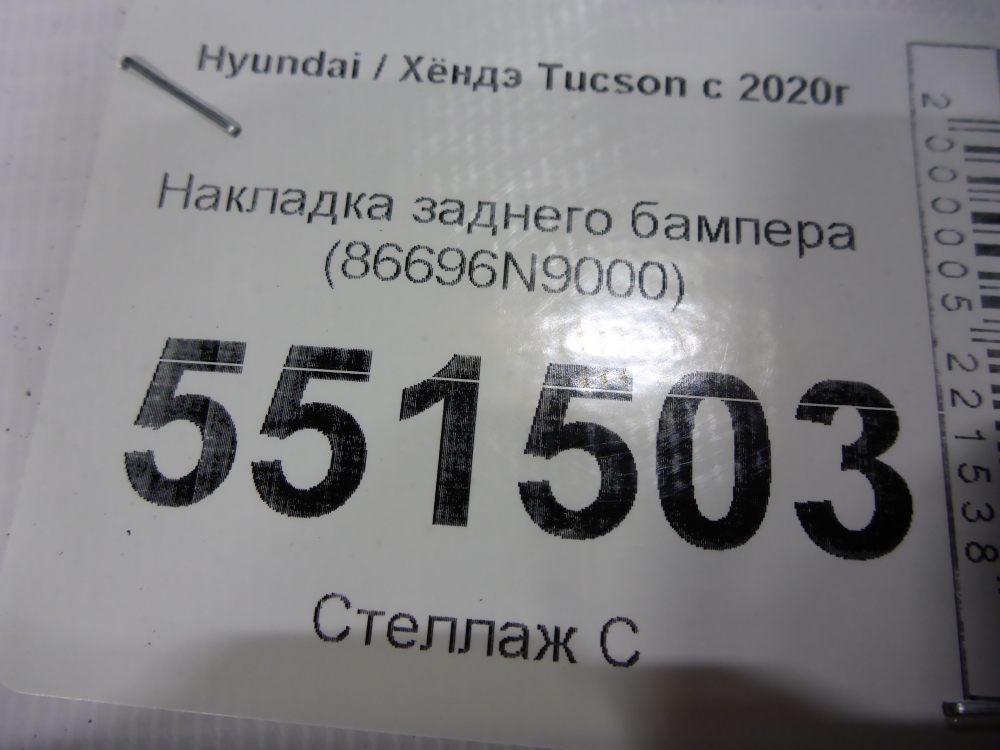 Hyundai / Хёндэ Tucson с 2020г
Накладка заднего бампера
(86696N9000)
551503
Стеллаж С
2000005221538